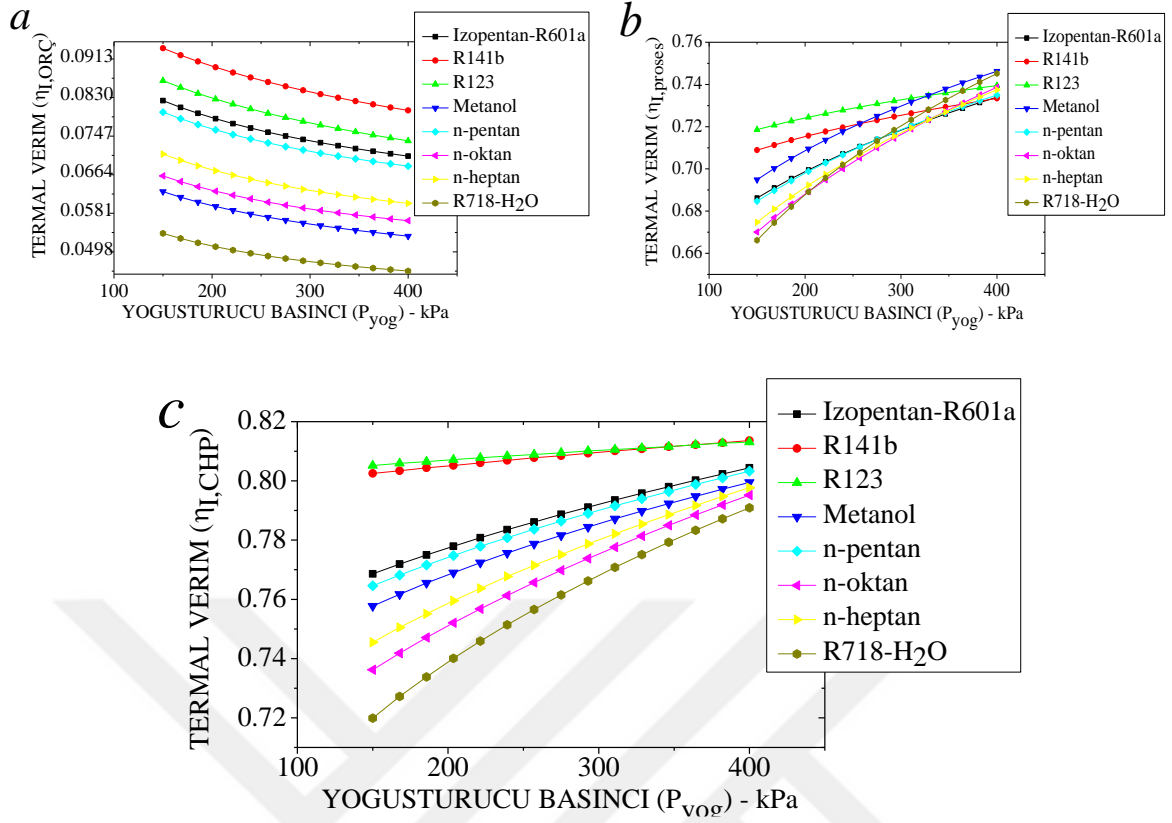 a
TERMAL VERIM (η I,ORÇ)
0.0913
0.0830
0.0747
0.0664
0.0581
0.0498
100 200 300 400
YOGUSTURUCU BASINCI (Pyog) - kPa
Izopentan-R601a
R141b
R123
Metanol
n-pentan
n-oktan
n-heptan
R718-H2O
b
TERMAL VERIM (η I,proses)
0.76
0.74
0.72
0.70
0.68
0.66
100 200 300 400
YOGUSTURUCU BASINCI (Pyog) - kPa
Izopentan-R601a
R141b
R123
Metanol
n-pentan
n-oktan
n-heptan
R718-H2O
c
TERMAL VERIM (ηI,CHP)
0.82
0.80
0.78
0.76
0.74
0.72
100 200 300 400
YOGUSTURUCU BASINCI (Pyog) - kPa
Izopentan-R601a
R141b
R123
Metanol
n-pentan
n-oktan
n-heptan
R718-H2O